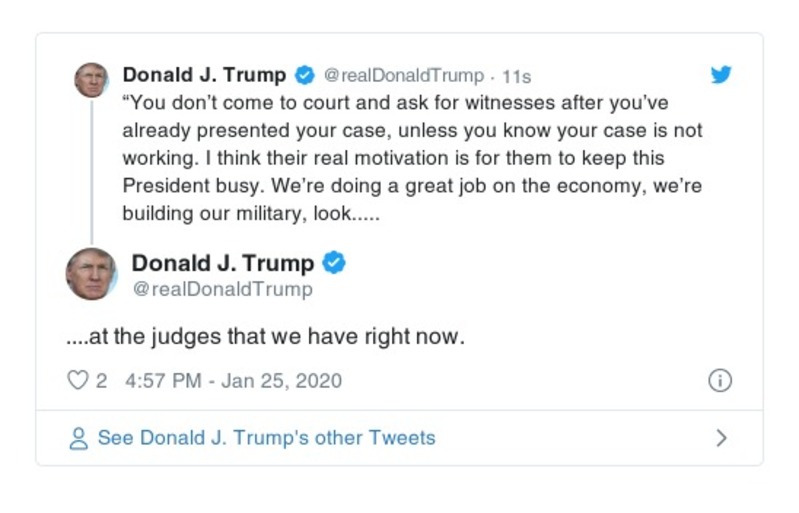 Donald J. Trump @realDonaldTrump · 11s
“You don’t come to court and ask for witnesses after you’ve
already presented your case, unless you know your case is not
working. I think their real motivation is for them to keep this
President busy. We’re doing a great job on the economy, we’re
building our military, look.....
Donald J. Trump
@realDonaldTrump
....at the judges that we have right now.
2 4:57 PM - Jan 25, 2020
See Donald J. Trump's other Tweets